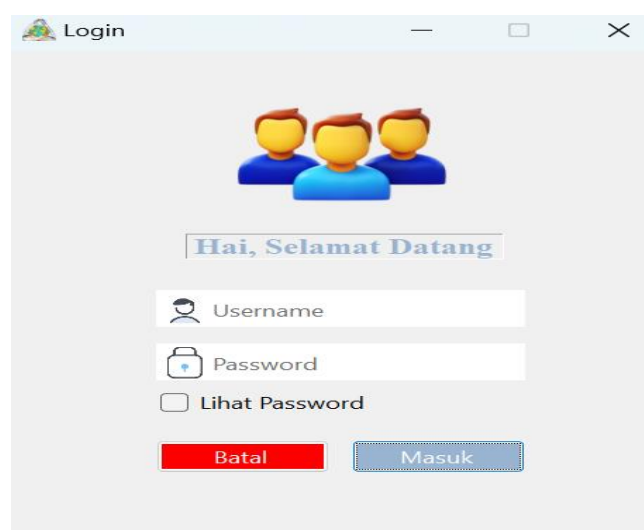 Login
Hai, Selamat Datang
Username
Password
Lihat Password
Batal
Masuk